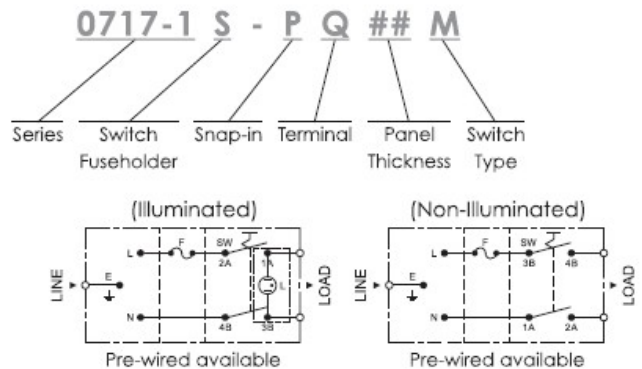 0717-1 S - P Q ## M
Series Switch Fuseholder Snap-in Terminal Panel Thickness Switch Type
(Illuminated)
L F SW 2A 1A
LINE E L LOAD
N 4B 3B
Pre-wired available
(Non-Illuminated)
L F SW 3B 4B
LINE E LOAD
N 1A 2A
Pre-wired available